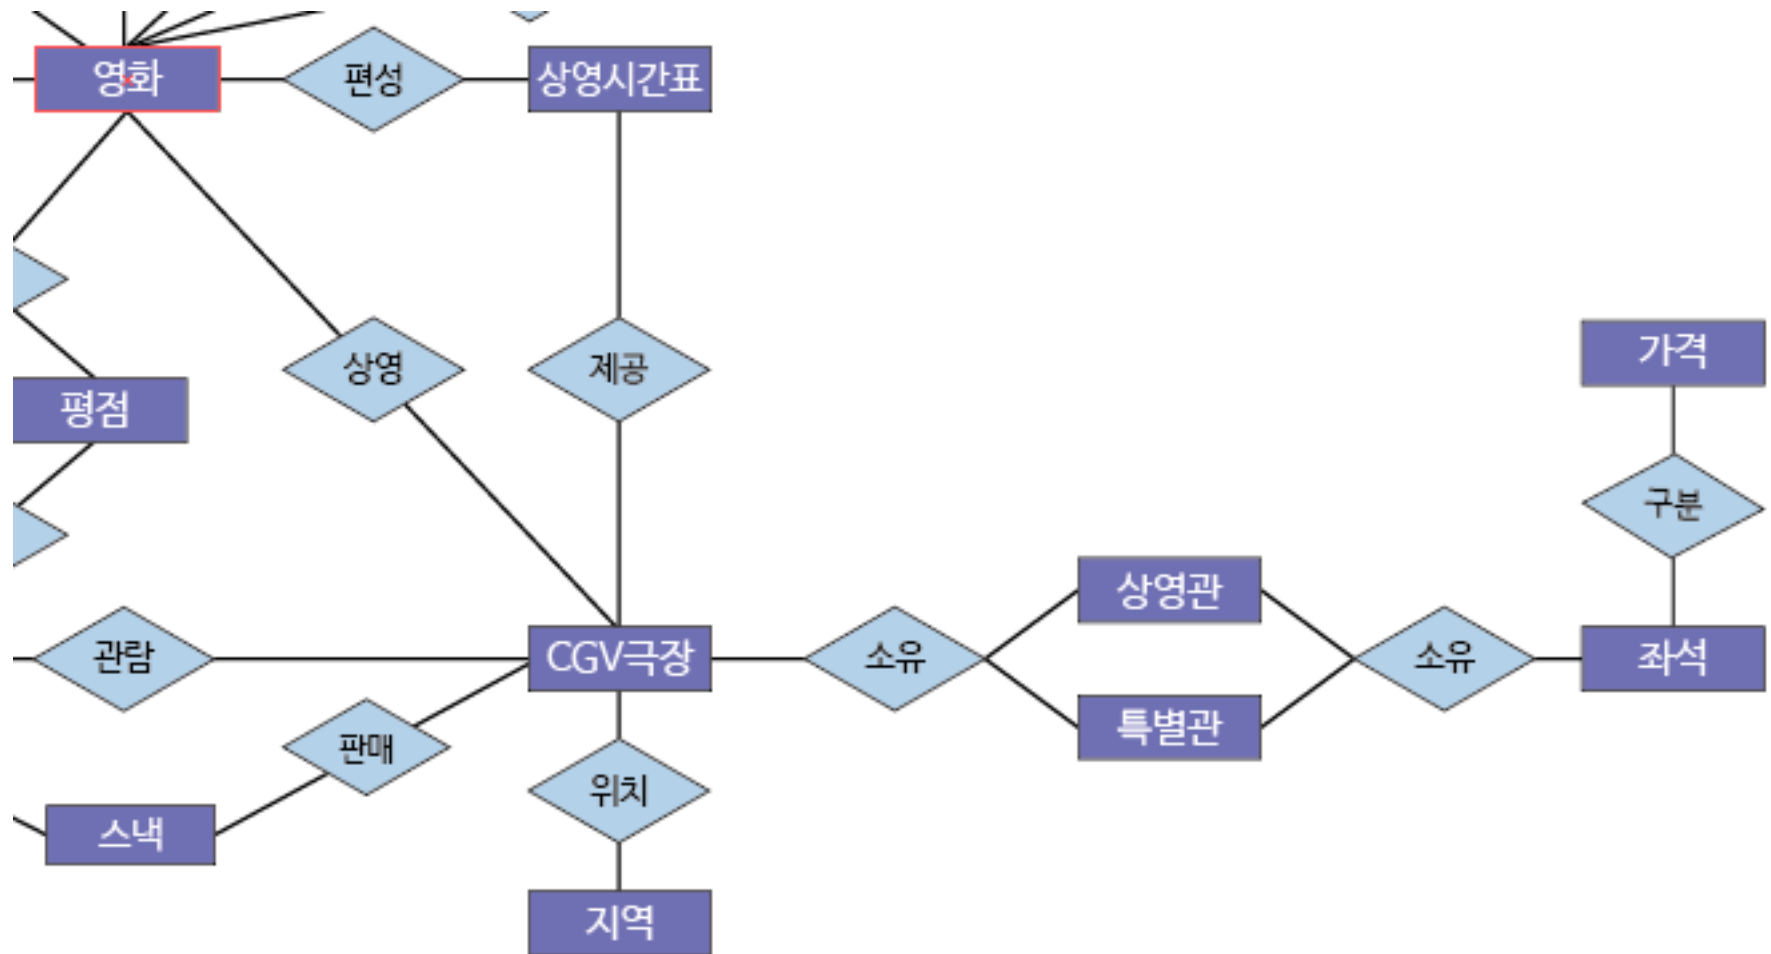 영화
편성
상영시간표
상영
제공
가격
평점
구분
상영관
관람
CGV극장
소유
소유
좌석
특별관
판매
위치
스낵
지역